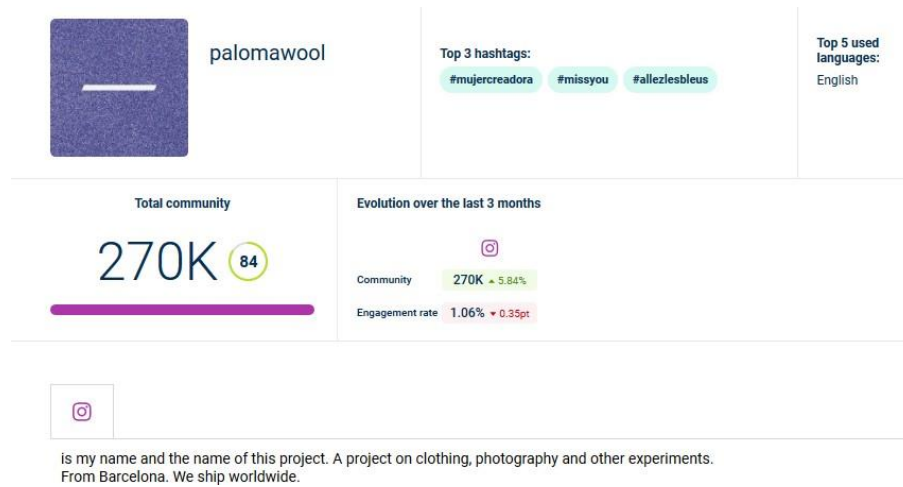 palomawool
Top 3 hashtags:
#mujercreadora #missyou #allezlesbleus
Top 5 used
languages:
English
Total community
270K 84
Evolution over the last 3 months
Community 270K ▲ 5.84%
Engagement rate 1.06% ▼ 0.35pt
is my name and the name of this project. A project on clothing, photography and other experiments.
From Barcelona. We ship worldwide.